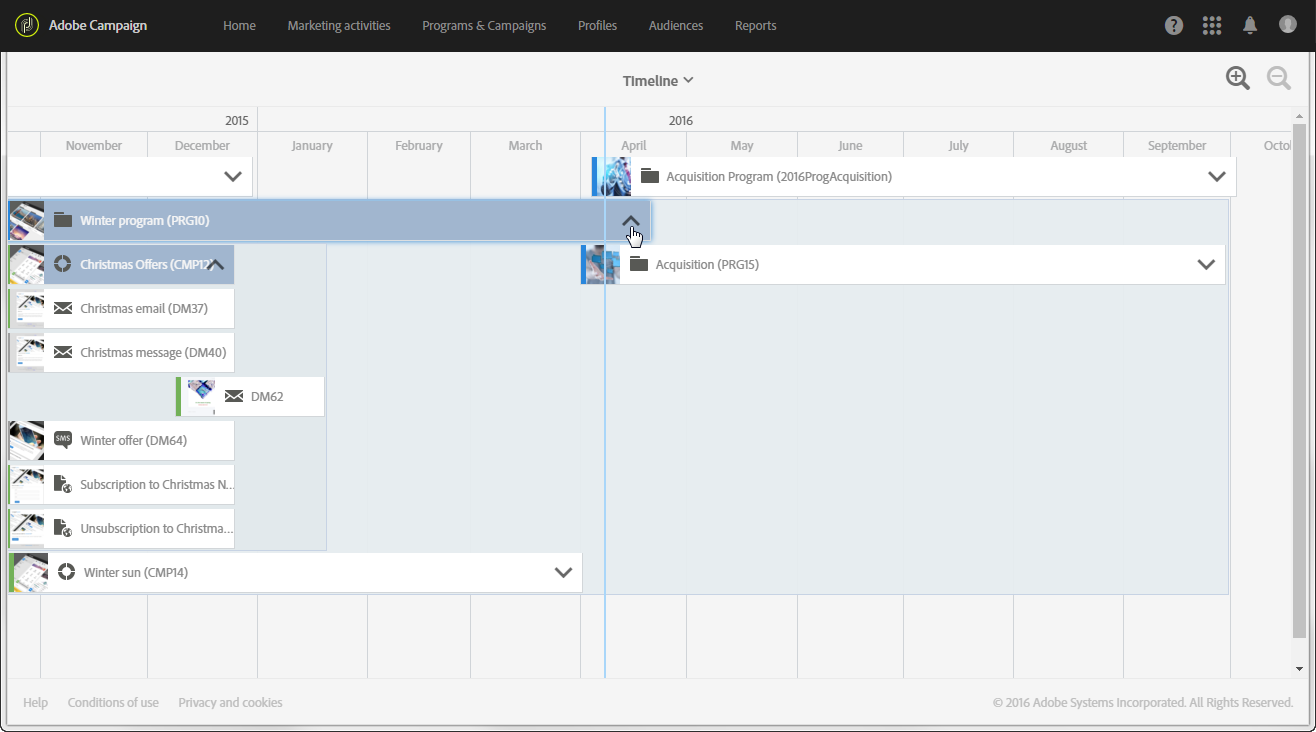 Adobe Campaign
Home Marketing activities Programs & Campaigns Profiles Audiences Reports
Timeline
2015 2016
November December January February March April May June July August September Octo
Acquisition Program (2016ProgAcquisition)
Winter program (PRG10)
Christmas Offers (CMP12)
Acquisition (PRG15)
Christmas email (DM37)
Christmas message (DM40)
DM62
SMS Winter offer (DM64)
Subscription to Christmas N...
Unsubscription to Christma...
Winter sun (CMP14)
Help Conditions of use Privacy and cookies © 2016 Adobe Systems Incorporated. All Rights Reserved.